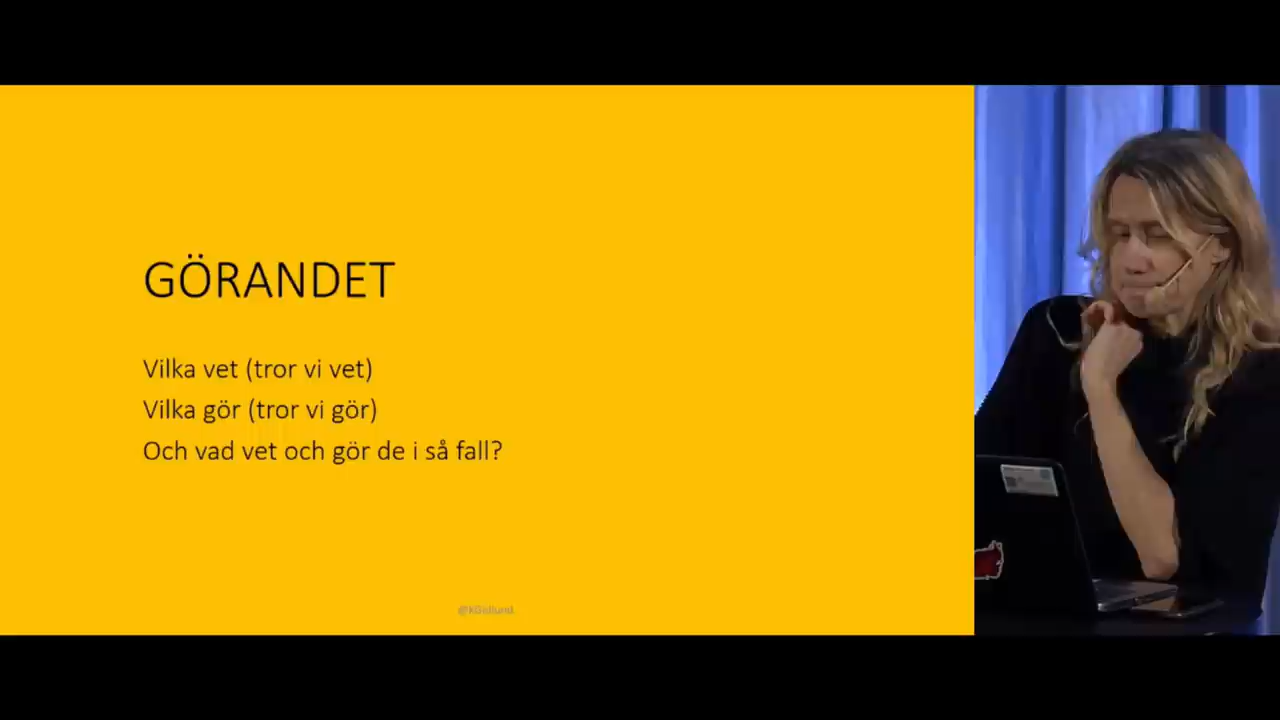 GÖRANDET
Vilka vet (tror vi vet)
Vilka gör (tror vi gör)
Och vad vet och gör de i så fall?